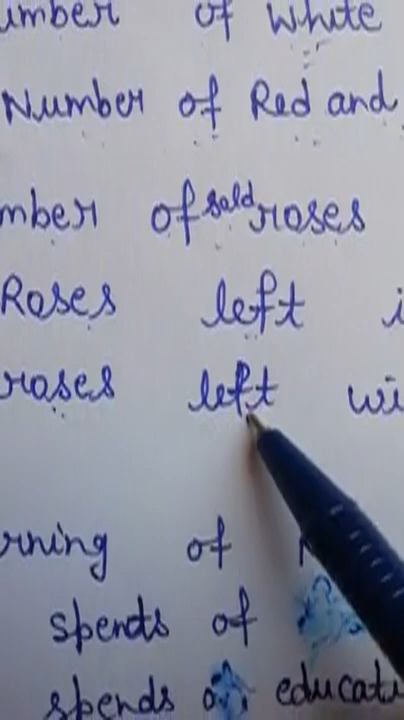 umber of White
Number of Red and
mber of sold roses
Roses left i
roses left wi
rning of
spends of
spends of educati